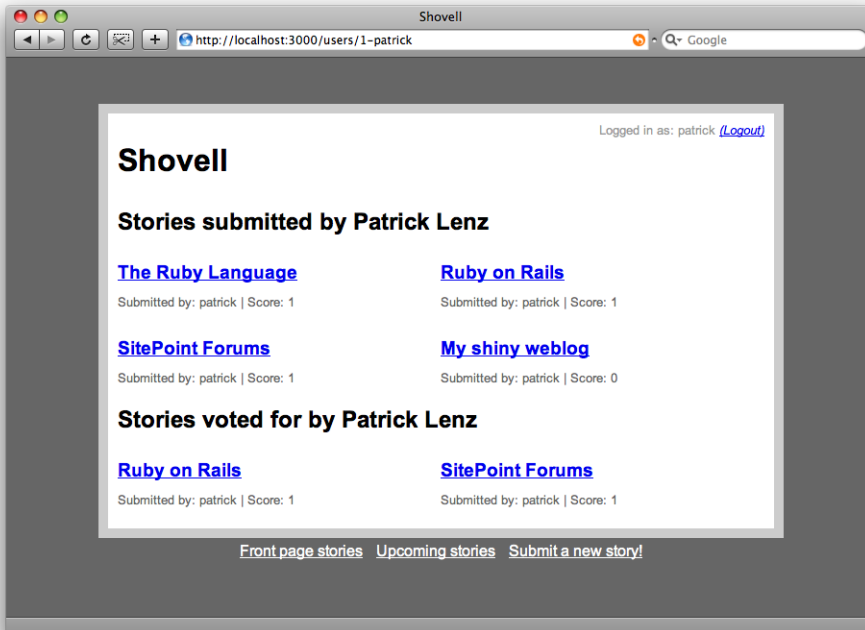 Shovell
http://localhost:3000/users/1-patrick
Google
Logged in as: patrick (Logout)
Shovell
Stories submitted by Patrick Lenz
The Ruby Language Ruby on Rails
Submitted by: patrick | Score: 1 Submitted by: patrick | Score: 1
SitePoint Forums My shiny weblog
Submitted by: patrick | Score: 1 Submitted by: patrick | Score: 0
Stories voted for by Patrick Lenz
Ruby on Rails SitePoint Forums
Submitted by: patrick | Score: 1 Submitted by: patrick | Score: 1
Front page stories Upcoming stories Submit a new story!